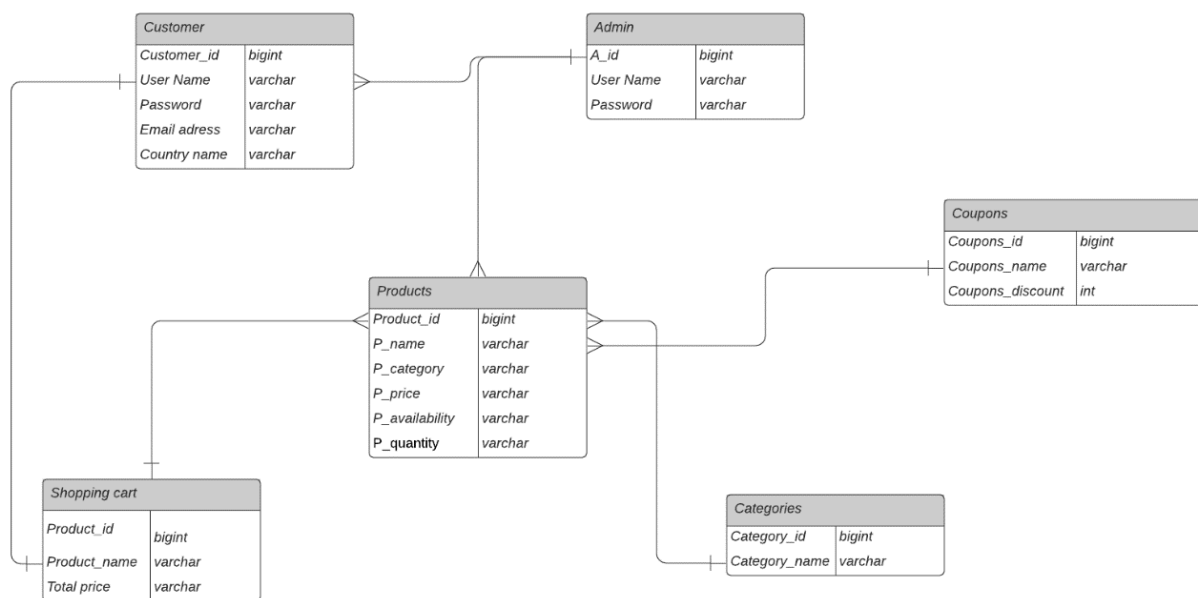 Customer
Customer_id bigint
User Name varchar
Password varchar
Email adress varchar
Country name varchar
Admin
A_id bigint
User Name varchar
Password varchar
Coupons
Coupons_id bigint
Coupons_name varchar
Coupons_discount int
Products
Product_id bigint
P_name varchar
P_category varchar
P_price varchar
P_availability varchar
P_quantity varchar
Shopping cart
Product_id bigint
Product_name varchar
Total price varchar
Categories
Category_id bigint
Category_name varchar